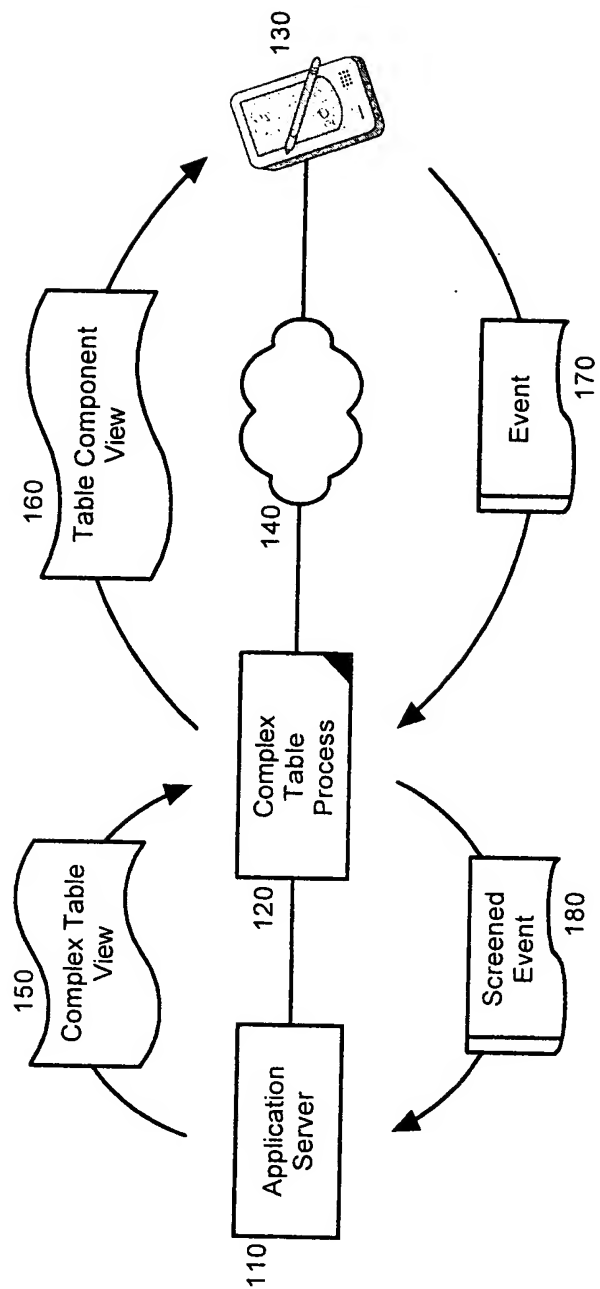 150
Complex Table
View
160
Table Component
View
110
Application
Server
120
Complex
Table
Process
140
130
Screened
Event
180
Event
170